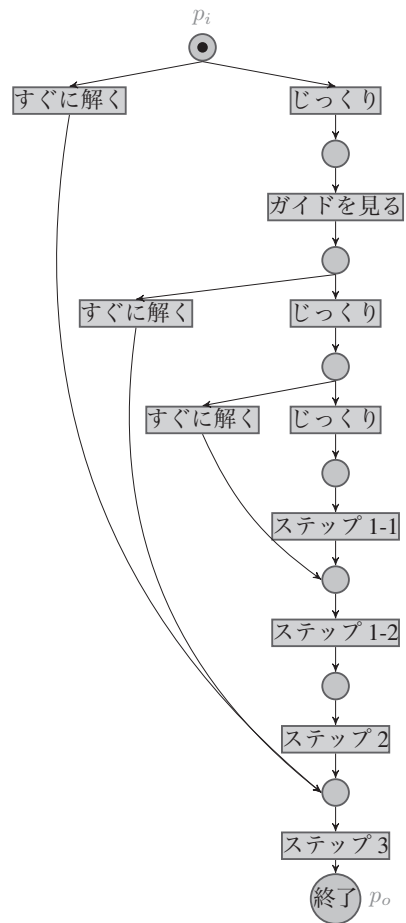 p_i
すぐに解く
じっくり
ガイドを見る
すぐに解く
じっくり
すぐに解く
じっくり
ステップ 1-1
ステップ 1-2
ステップ 2
ステップ 3
終了
p_o